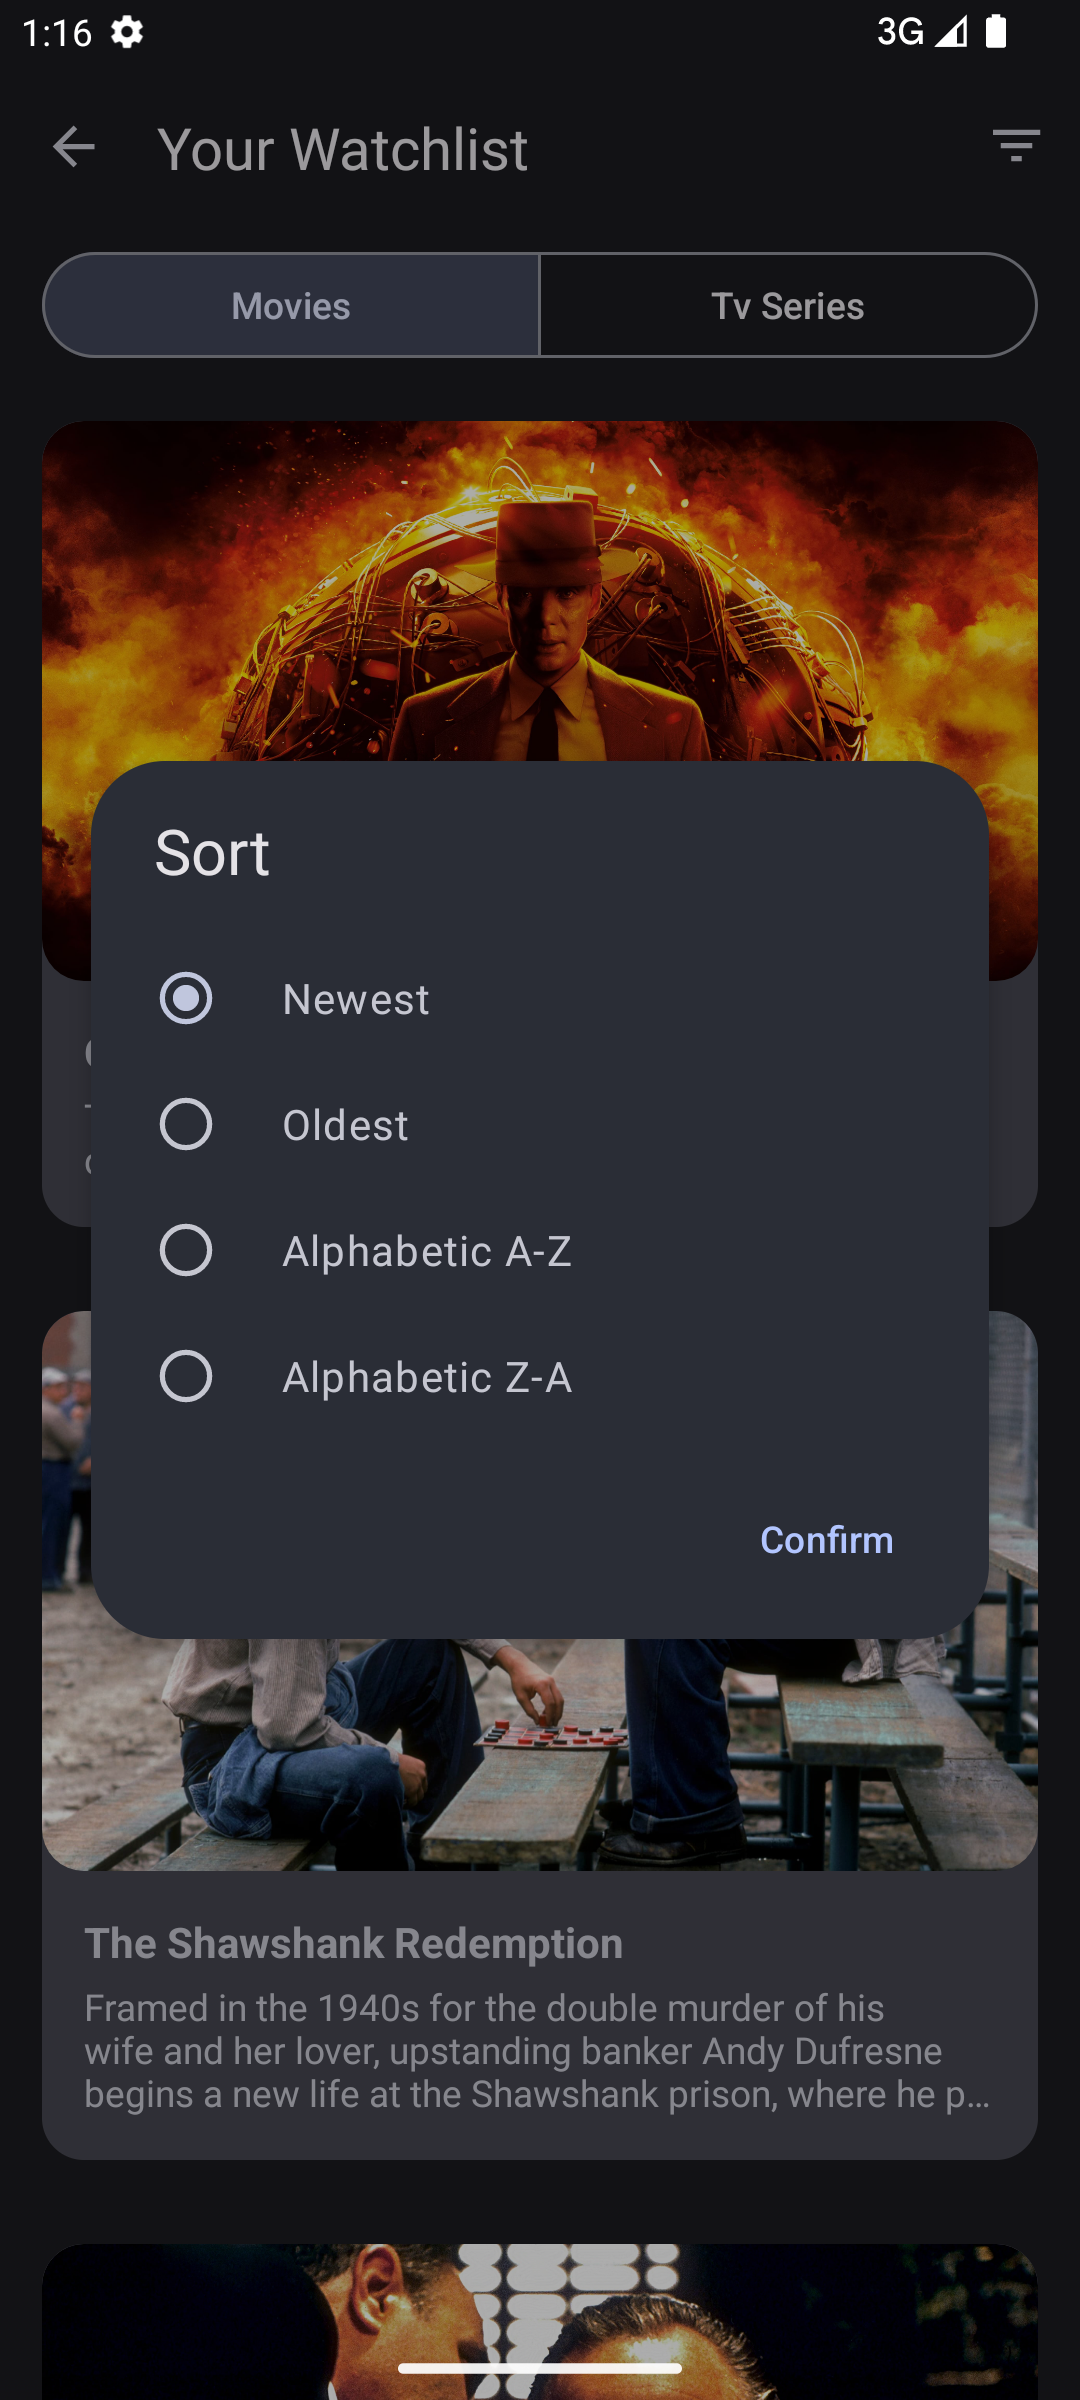 1:16
3G
Your Watchlist
Movies
Tv Series
Sort
Newest
Oldest
Alphabetic A-Z
Alphabetic Z-A
Confirm
The Shawshank Redemption
Framed in the 1940s for the double murder of his
wife and her lover, upstanding banker Andy Dufresne
begins a new life at the Shawshank prison, where he p…